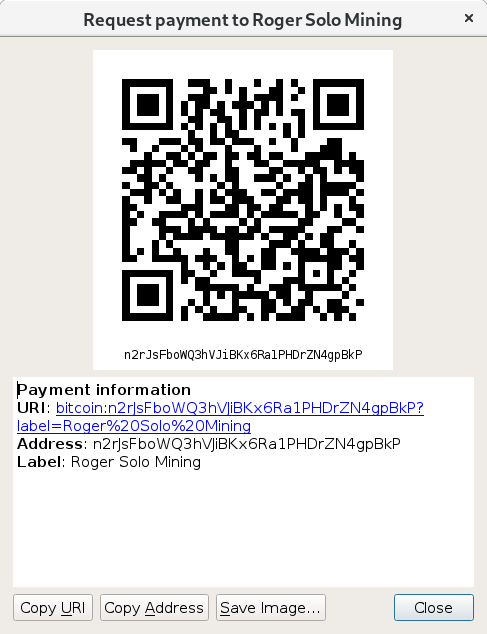 Request payment to Roger Solo Mining
n2rJsFboWQ3hVJiBKx6Ra1PHDrZN4gpBkP
Payment information
URI: bitcoin:n2rJsFboWQ3hVJiBKx6Ra1PHDrZN4gpBkP?
label=Roger%20Solo%20Mining
Address: n2rJsFboWQ3hVJiBKx6Ra1PHDrZN4gpBkP
Label: Roger Solo Mining
Copy URI Copy Address Save Image... Close